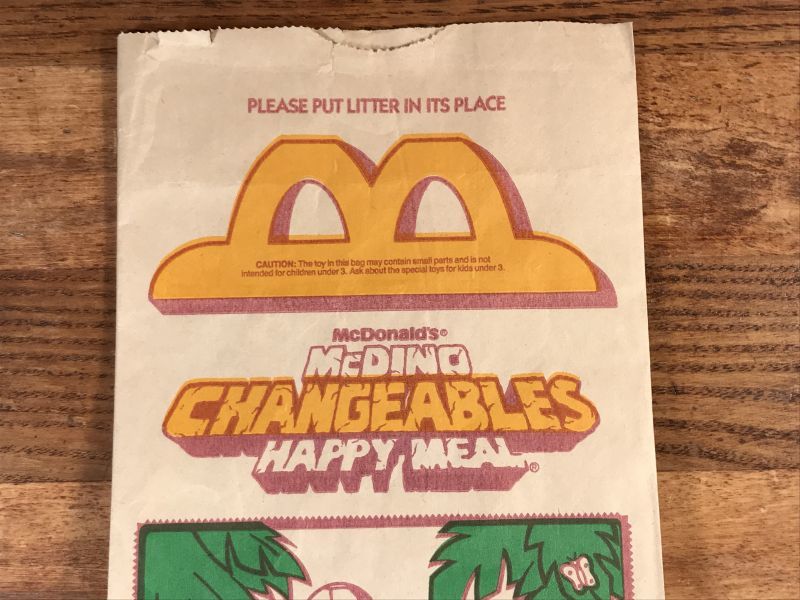 PLEASE PUT LITTER IN ITS PLACE
CAUTION: The toy in this bag may contain small parts and is not
intended for children under 3. Ask about the special toys for kids under 3.
McDonald's®
McDINO
CHANGEABLES
HAPPY MEAL®